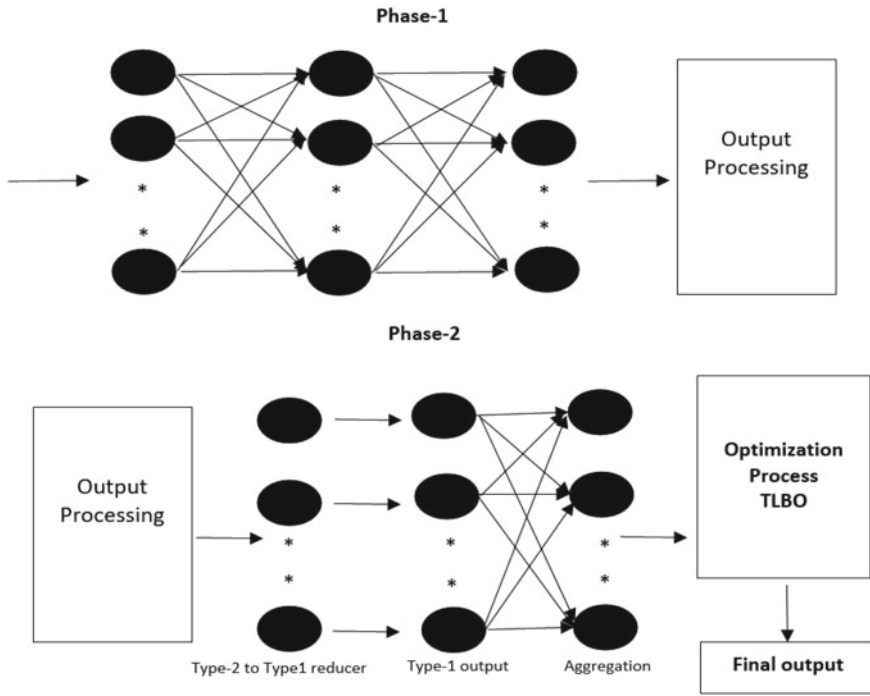 Phase-1
Output
Processing
*
*
*
*
*
*
Phase-2
Output
Processing
Optimization
Process
TLBO
*
*
*
*
*
*
Type-2 to Type1 reducer
Type-1 output
Aggregation
Final output